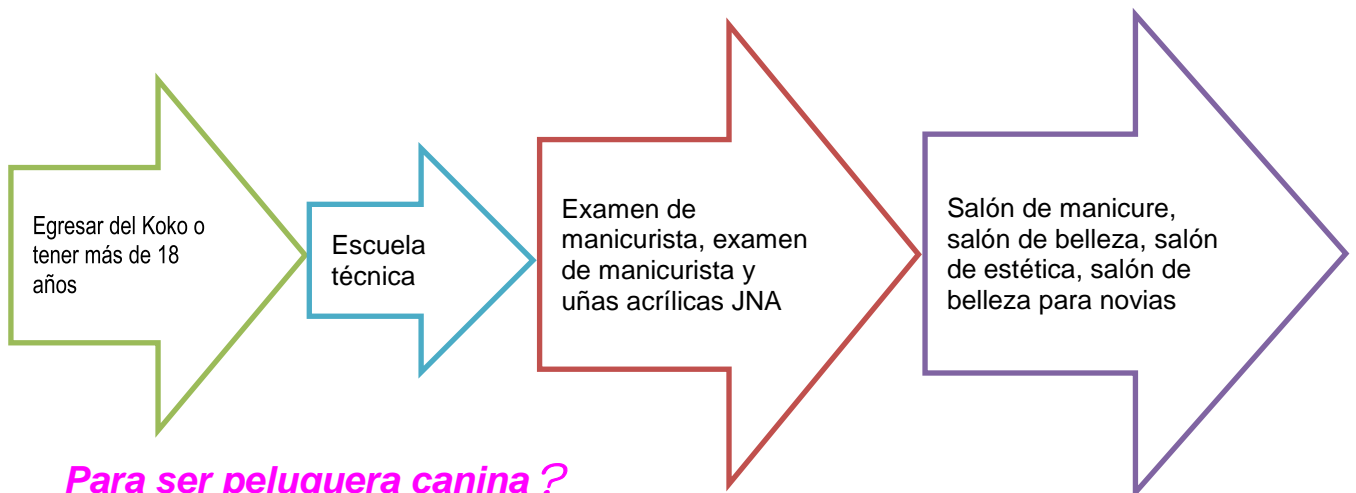 Egresar del Koko o
tener más de 18
años
Escuela
técnica
Examen de
manicurista, examen
de manicurista y
uñas acrílicas JNA
Salón de manicure,
salón de belleza, salón
de estética, salón de
belleza para novias
Para ser peluquera canina？